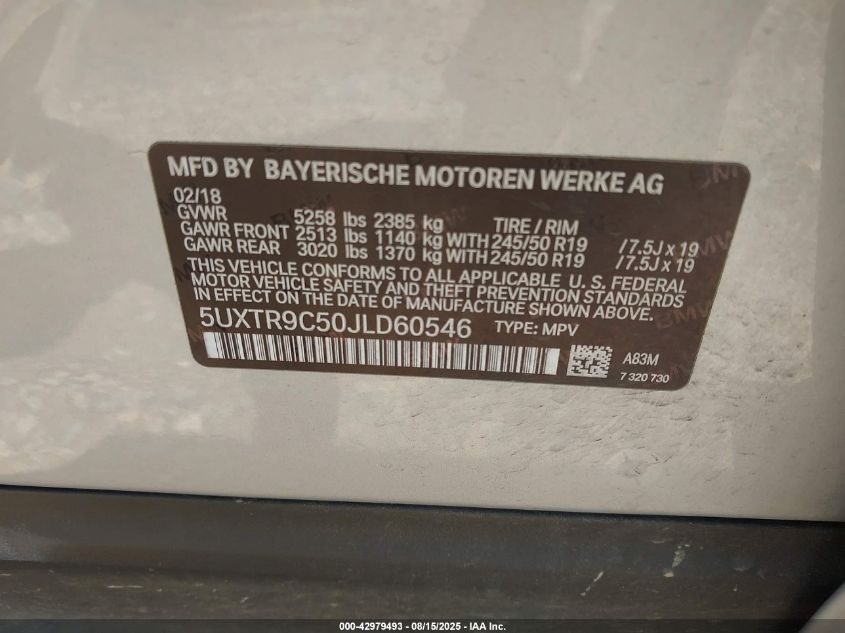 MFD BY BAYERISCHE MOTOREN WERKE AG
02/18
GVWR 5258 lbs 2385 kg TIRE / RIM
GAWR FRONT 2513 lbs 1140 kg WITH 245/50 R19 /7.5J x 19
GAWR REAR 3020 lbs 1370 kg WITH 245/50 R19 /7.5J x 19
THIS VEHICLE CONFORMS TO ALL APPLICABLE U. S. FEDERAL
MOTOR VEHICLE SAFETY AND THEFT PREVENTION STANDARDS
IN EFFECT ON THE DATE OF MANUFACTURE SHOWN ABOVE.
5UXTR9C50JLD60546 TYPE: MPV
A83M
7 320 730
000-42979493 - 08/15/2025 - IAA Inc.